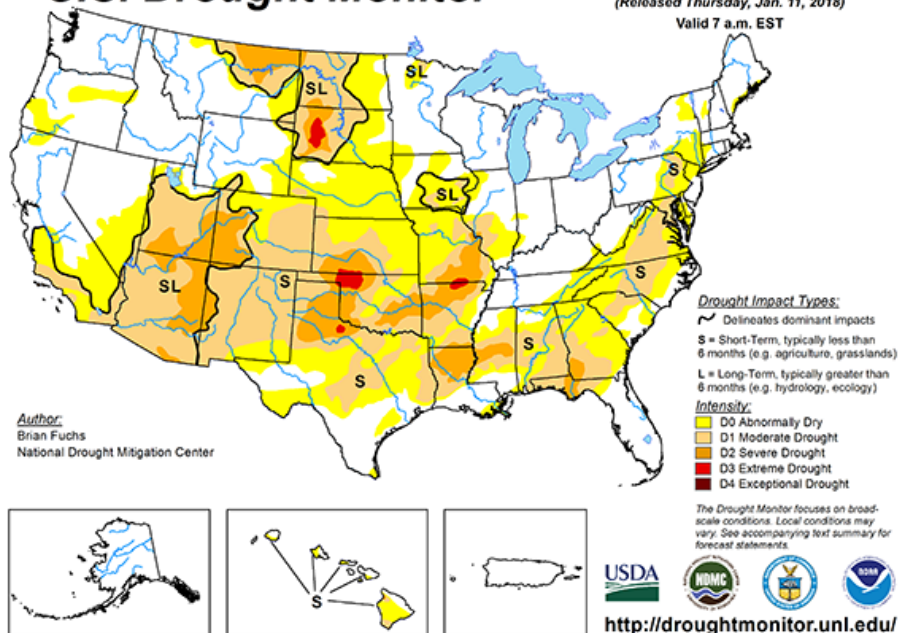 U.S. Drought Monitor
(Released Thursday, Jan. 11, 2018)
Valid 7 a.m. EST
SL
SL
SL
S
SL
S
S
S
S
Drought Impact Types:
Delineates dominant impacts
S = Short-Term, typically less than
6 months (e.g. agriculture, grasslands)
L = Long-Term, typically greater than
6 months (e.g. hydrology, ecology)
Intensity:
D0 Abnormally Dry
D1 Moderate Drought
D2 Severe Drought
D3 Extreme Drought
D4 Exceptional Drought
Author:
Brian Fuchs
National Drought Mitigation Center
The Drought Monitor focuses on broad-
scale conditions. Local conditions may
vary. See accompanying text summary for
forecast statements.
S
USDA
NDMC
NOAA
http://droughtmonitor.unl.edu/